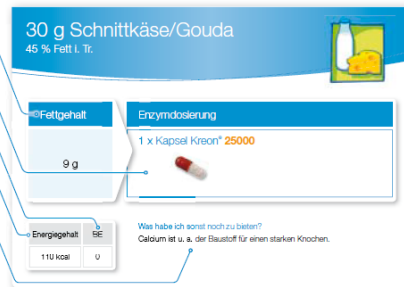 30 g Schnittkäse/Gouda
45 % Fett i. Tr.
Fettgehalt
Enzymdosierung
9 g
1 x Kapsel Kreon® 25000
Energiegehalt
BE
110 kcal
0
Was habe ich sonst noch zu bieten?
Calcium ist u. a. der Baustoff für einen starken Knochen.